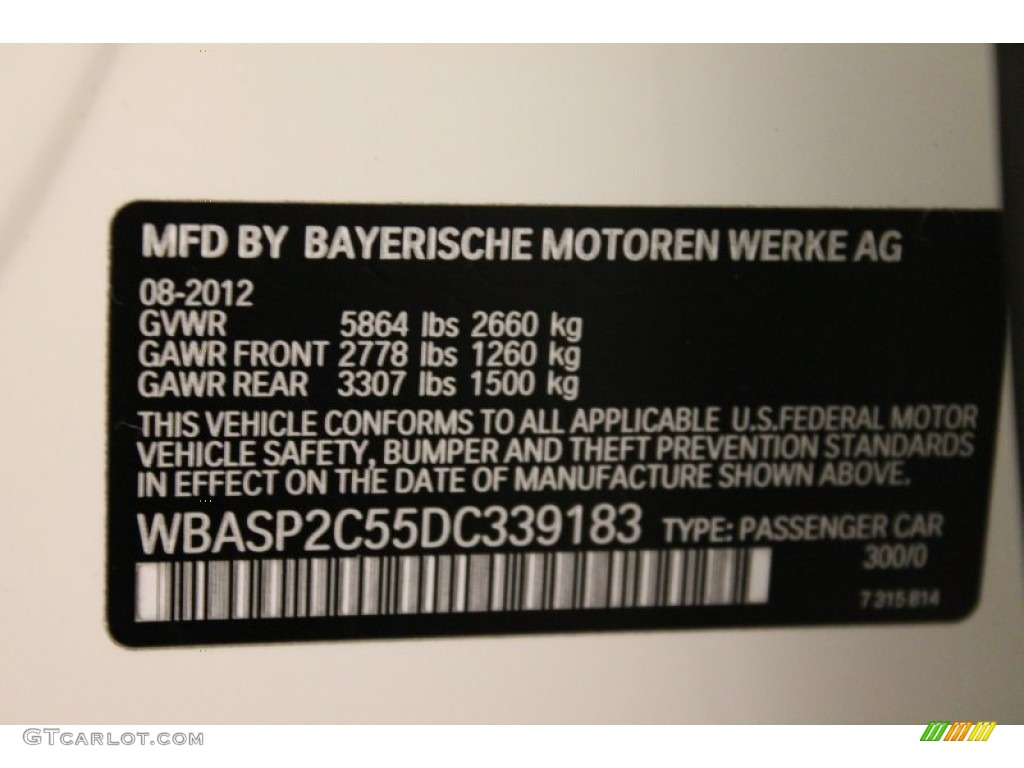 MFD BY BAYERISCHE MOTOREN WERKE AG
08-2012
GVWR 5864 lbs 2660 kg
GAWR FRONT 2778 lbs 1260 kg
GAWR REAR 3307 lbs 1500 kg
THIS VEHICLE CONFORMS TO ALL APPLICABLE U.S.FEDERAL MOTOR
VEHICLE SAFETY, BUMPER AND THEFT PREVENTION STANDARDS
IN EFFECT ON THE DATE OF MANUFACTURE SHOWN ABOVE.
WBASP2C55DC339183 TYPE: PASSENGER CAR
300/0
7 315 814
GTCARLOT.COM